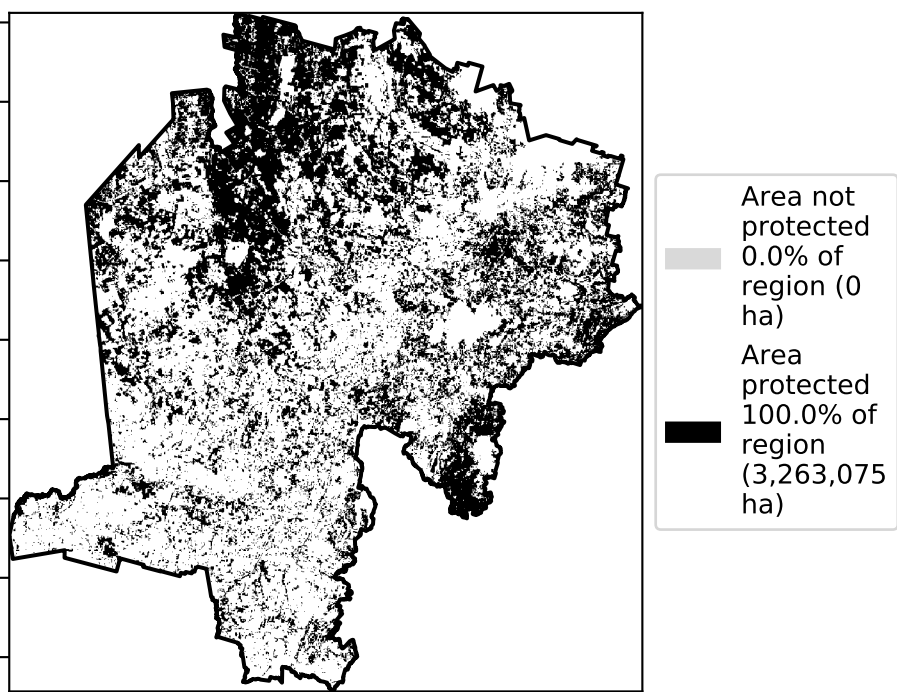 Area not
protected
0.0% of
region (0
ha)
Area
protected
100.0% of
region
(3,263,075
ha)